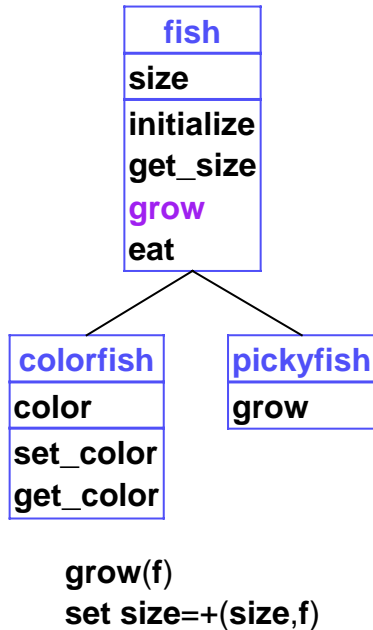 fish
size
initialize
get_size
grow
eat
colorfish
color
set_color
get_color
pickyfish
grow
grow(f)
set size=+(size,f)